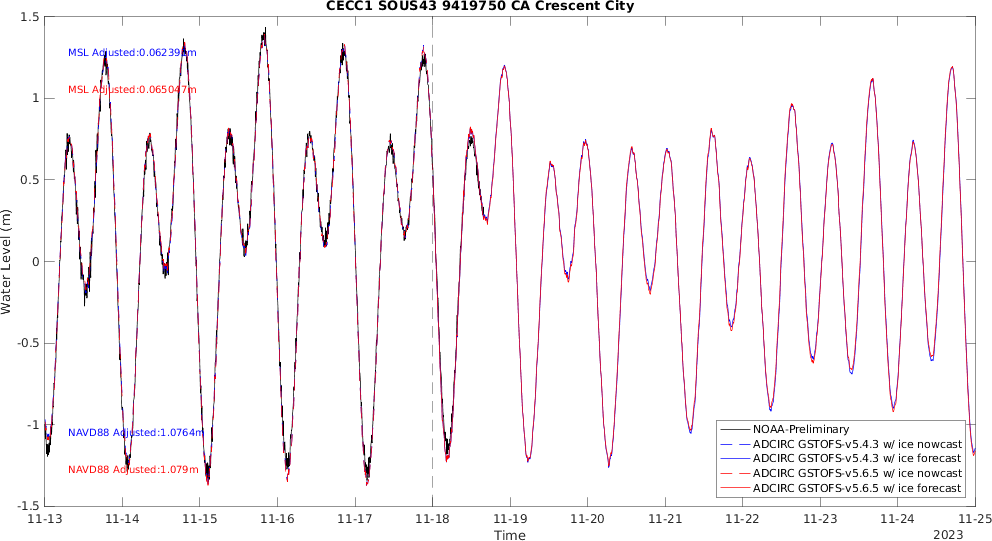 CECC1 SOUS43 9419750 CA Crescent City
1.5
1
0.5
0
-0.5
-1
-1.5
Water Level (m)
MSL Adjusted:0.062391m
MSL Adjusted:0.065047m
NAVD88 Adjusted:1.0764m
NAVD88 Adjusted:1.079m
NOAA-Preliminary
ADCIRC GSTOFS-v5.4.3 w/ ice nowcast
ADCIRC GSTOFS-v5.4.3 w/ ice forecast
ADCIRC GSTOFS-v5.6.5 w/ ice nowcast
ADCIRC GSTOFS-v5.6.5 w/ ice forecast
11-13 11-14 11-15 11-16 11-17 11-18 11-19 11-20 11-21 11-22 11-23 11-24 11-25
Time
2023